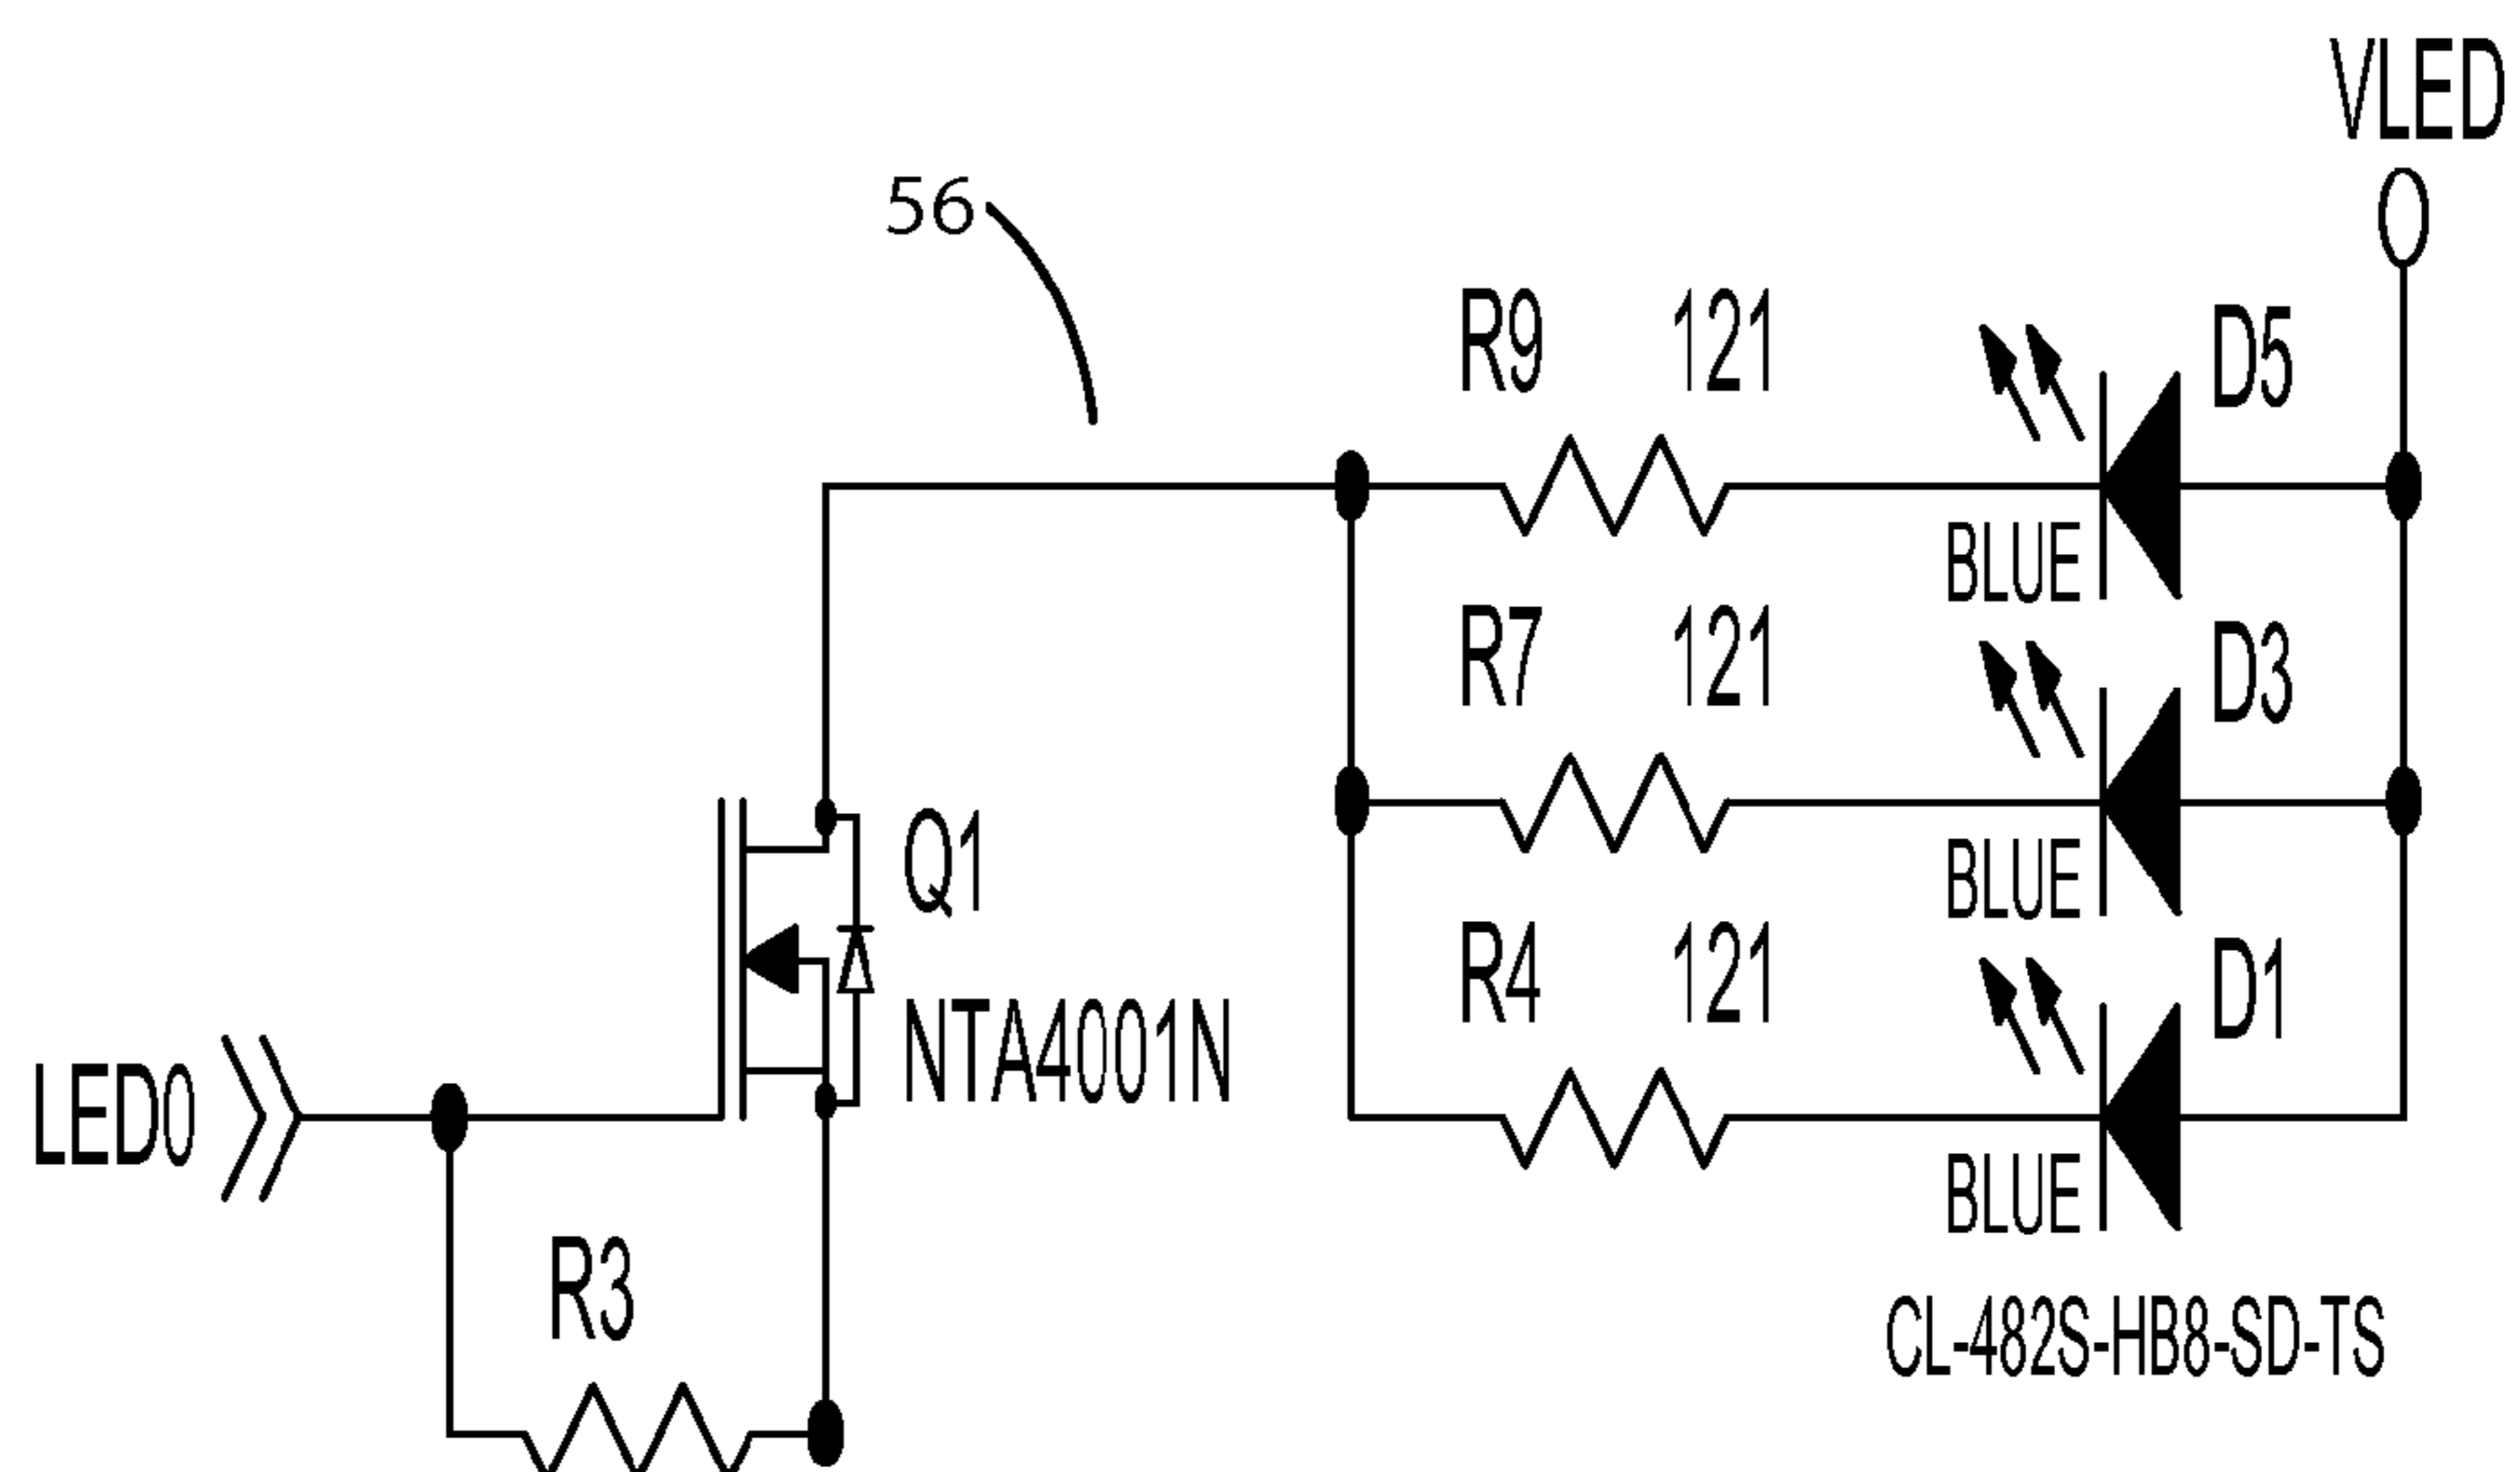 VLED
56
R9 121
D5
BLUE
R7 121
D3
BLUE
Q1
R4 121
D1
NTA4001N
LED0
BLUE
R3
CL-482S-HB8-SD-TS